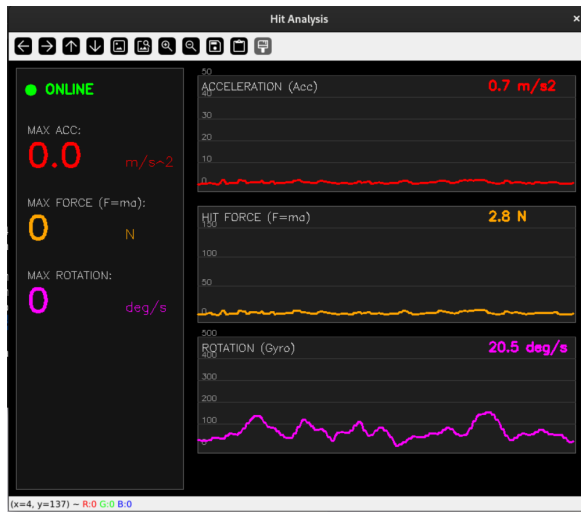 Hit Analysis
×
ONLINE
MAX ACC:
0.0 m/s^2
MAX FORCE (F=ma):
0 N
MAX ROTATION:
0 deg/s
50
ACCELERATION (Acc) 0.7 m/s2
40
30
20
10
0
HIT FORCE (F=ma) 2.8 N
150
100
50
0
500
ROTATION (Gyro) 20.5 deg/s
400
300
200
100
0
(x=4, y=137) ~ R:0 G:0 B:0